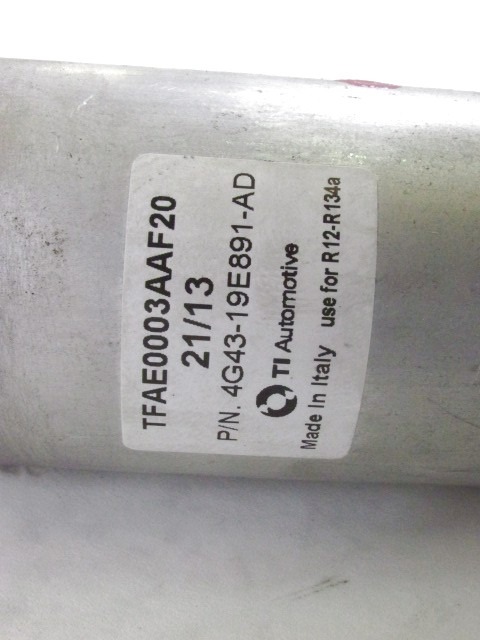 TFAE0003AAF20
21/13
P/N. 4G43-19E891-AD
TI Automotive
Made In Italy use for R12-R134a